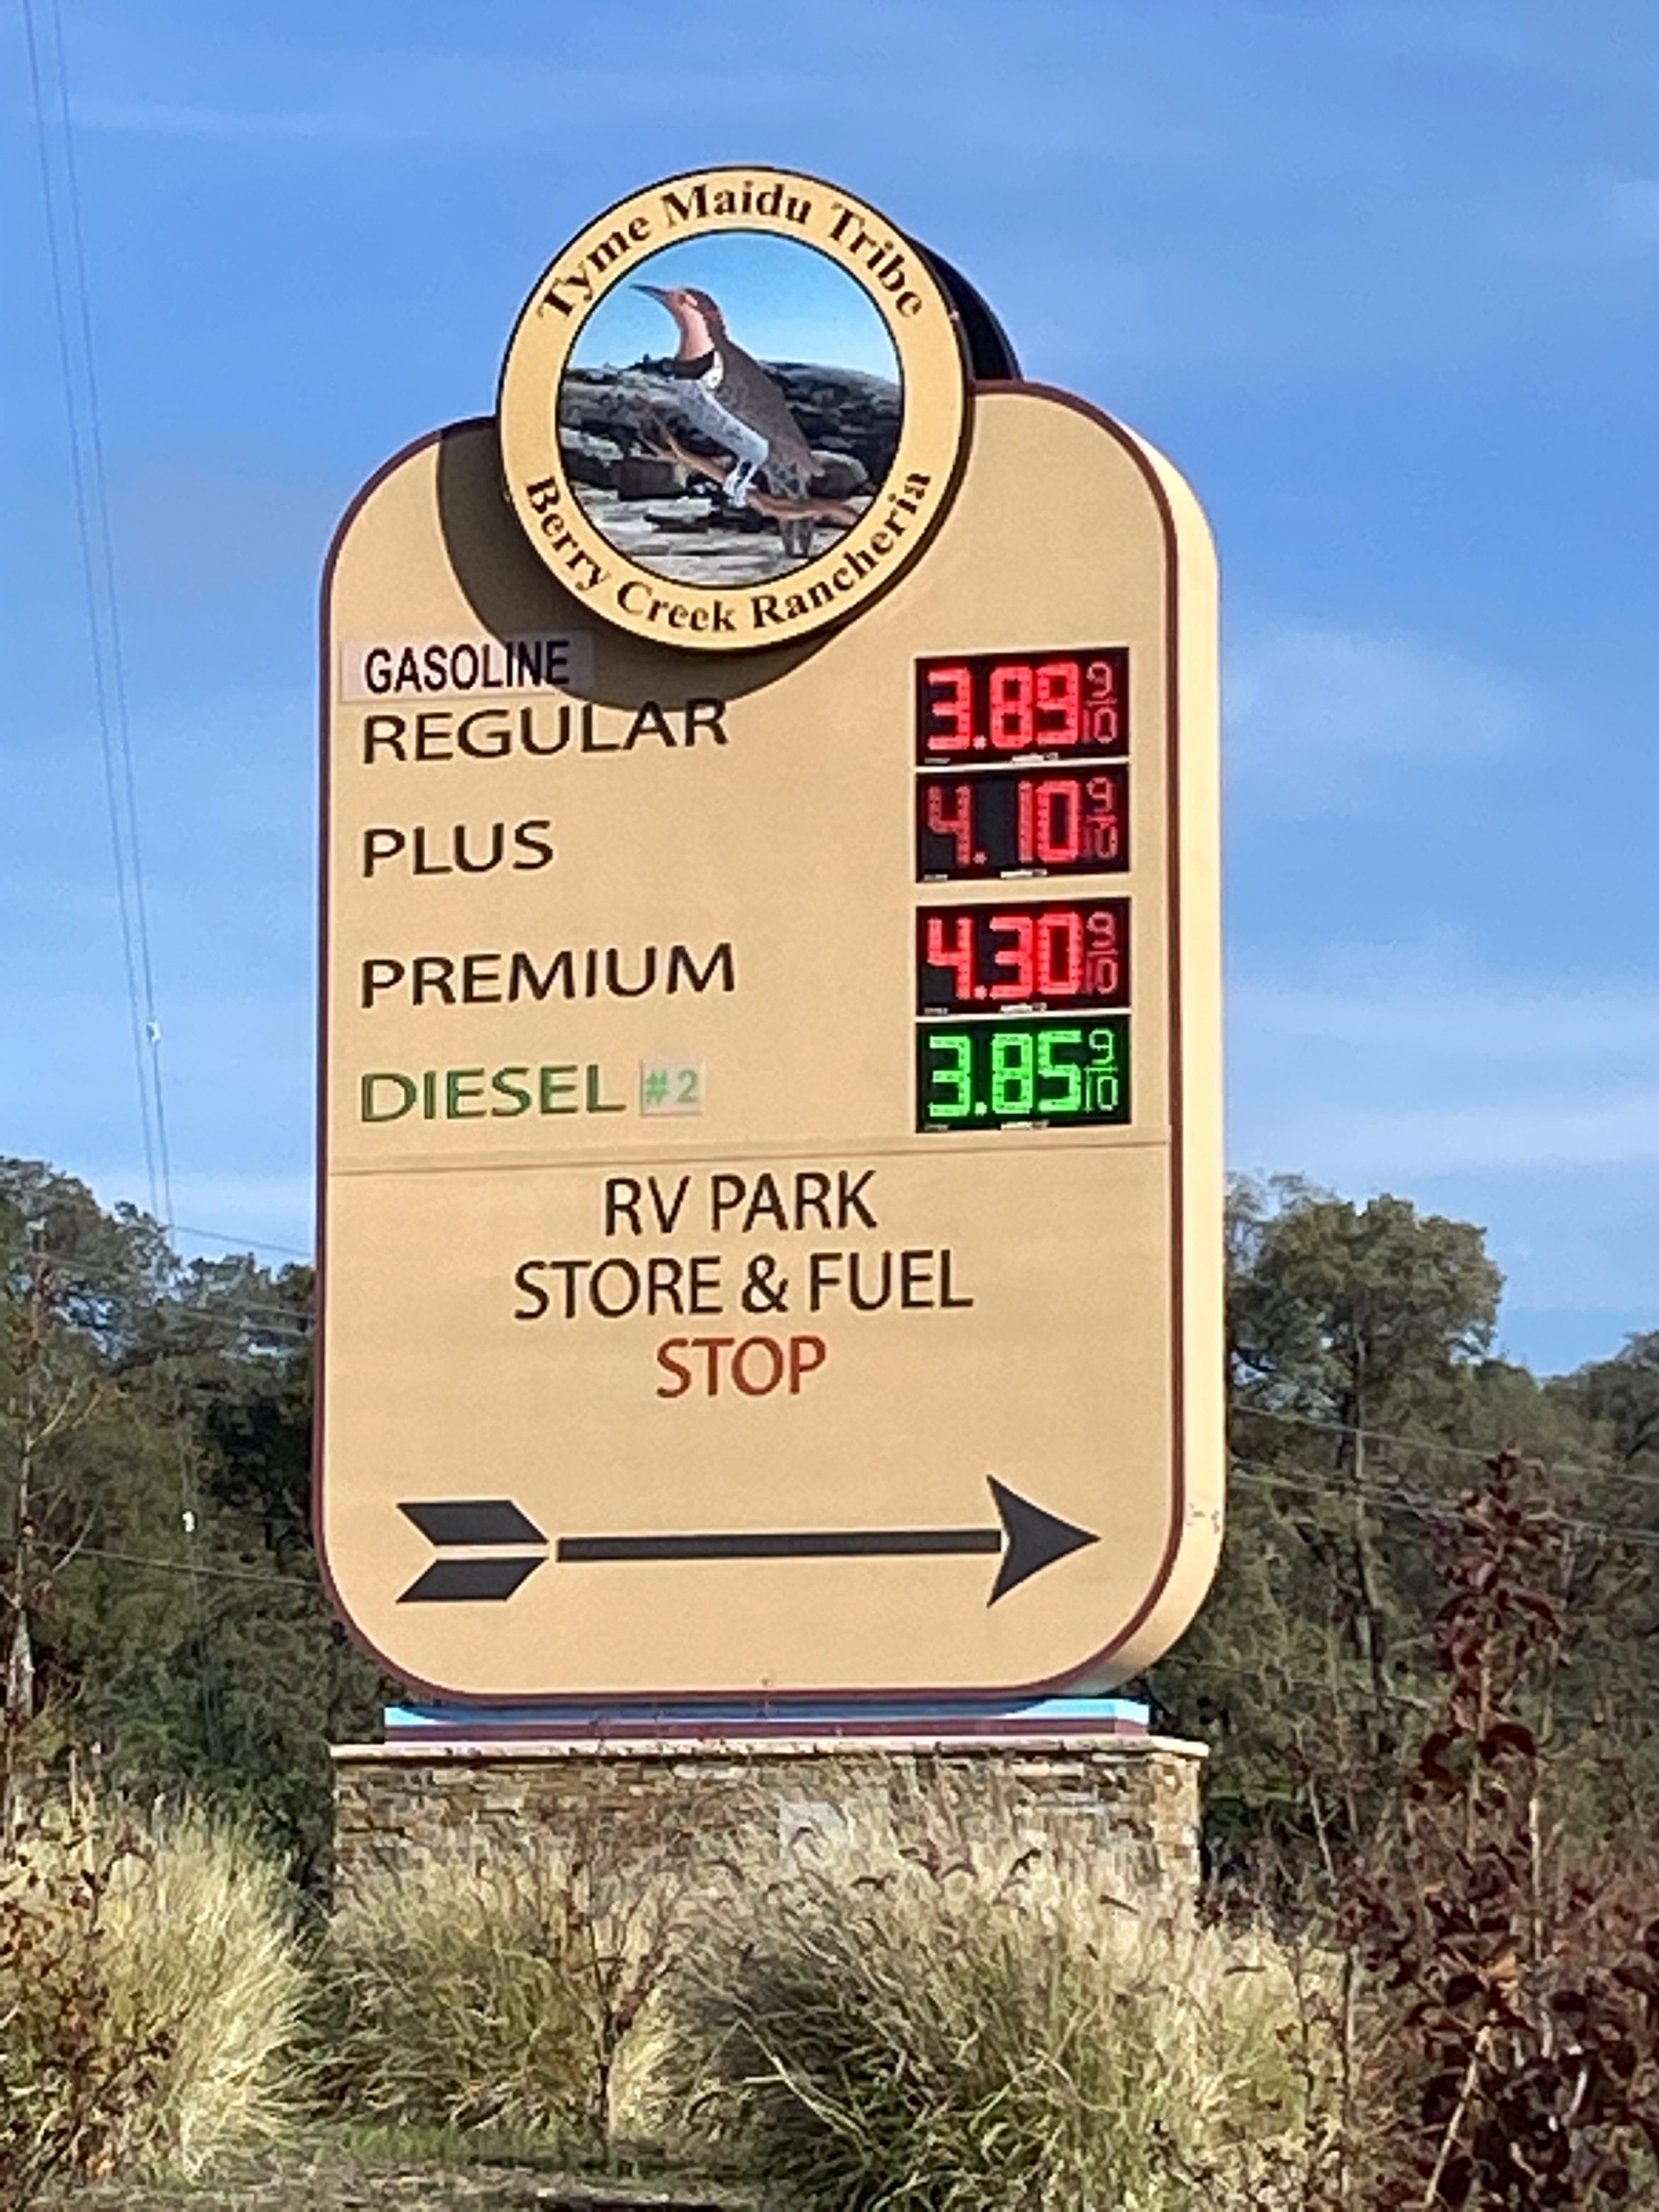 Tyme Maidu Tribe
Berry Creek Rancheria
GASOLINE
REGULAR 3.89 9/10
PLUS 4.10 9/10
PREMIUM 4.30 9/10
DIESEL #2 3.85 9/10
RV PARK
STORE & FUEL
STOP